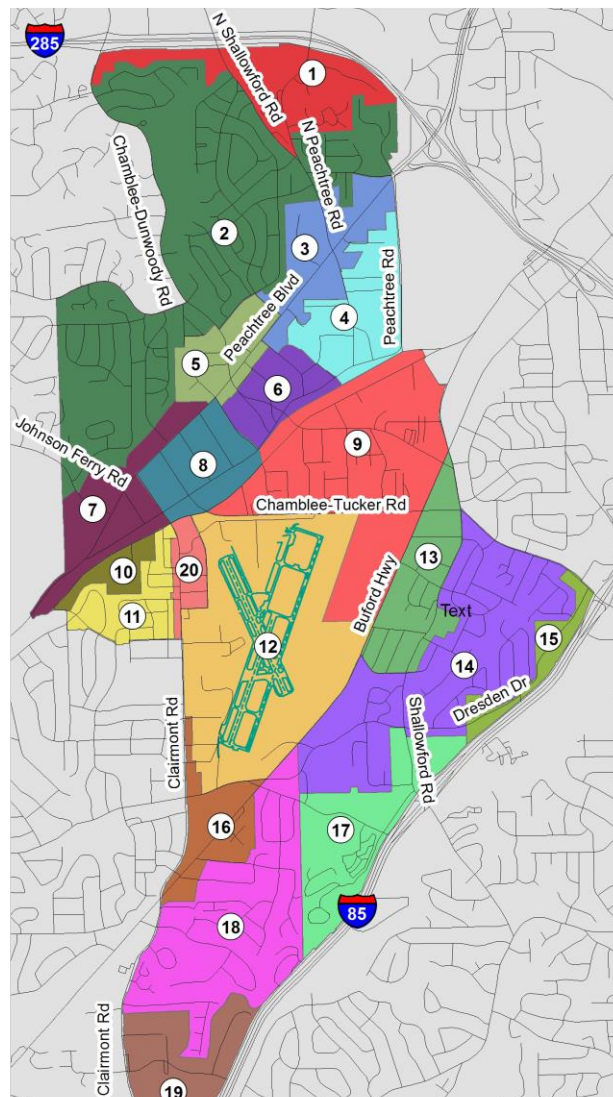 285
N Shallowford Rd
1
N Peachtree Rd
Chamblee-Dunwoody Rd
2
3
Peachtree Rd
Peachtree Blvd
4
5
6
Johnson Ferry Rd
9
8
7
Chamblee-Tucker Rd
10
20
13
Buford Hwy
11
Text
15
12
14
Dresden Dr
Clairmont Rd
Shallowford Rd
16
17
85
18
Clairmont Rd
19